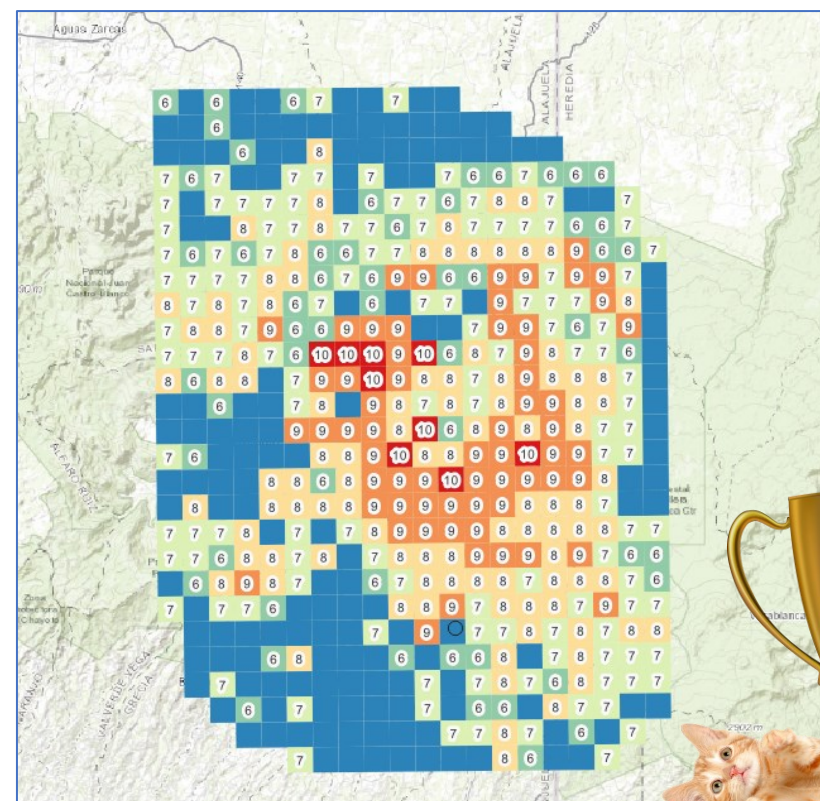 Aguas Zarcas
ALAJUELA
HEREDIA
6 6 6 7 7
6
6 8
7 6 7 7 7 7 7 6 6 7 6 6 6
7 7 7 7 7 8 6 7 7 6 7 8 8 7 7
7 8 7 7 8 7 7 6 7 8 7 7 7 7 6 6 7
7 6 7 6 7 8 6 6 7 7 8 8 8 8 8 8 9 6 6 7
7 7 7 7 8 8 6 7 6 9 9 6 6 9 9 7 9 9 7
8 7 8 7 8 6 7 6 7 7 9 7 7 7 9 8
7 8 8 7 9 6 6 9 9 9 7 9 9 7 6 7 9
7 7 7 8 7 6 10 10 10 9 10 6 8 7 9 8 7 7 6
8 6 8 8 7 9 9 10 9 8 8 7 8 9 8 8 8 7
6 7 8 9 8 7 8 7 8 9 9 8 8 7
9 9 9 9 8 10 6 8 9 8 9 8 7 7
7 6 8 8 9 10 8 8 9 9 10 9 9 7 7
8 8 6 8 9 9 9 10 9 9 9 9 9 8
8 8 8 8 8 9 9 9 9 9 9 8 8 8 7
7 7 7 8 7 7 8 9 9 9 9 8 8 8 8 8 7 7
7 7 6 8 8 7 8 7 8 8 8 9 9 9 8 9 7 6 6
6 8 9 8 7 6 7 8 8 8 8 7 8 8 8 7 6
7 7 7 6 8 8 9 7 8 8 8 7 9 7 7
7 9 7 7 8 7 8 7 8 8
6 8 6 6 6 8 7 8 7 7 7
7 7 7 8 7 6 8 7 7 7
6 7 7 6 6 8 7 7
7 7 8 7 6 7
7 8 6 7
Parque
Nacional Juan
Castro Blanco
ALFARO RUIZ
Zona
NARANJO
VALVERDE VEGA
GRECIA
2902 m